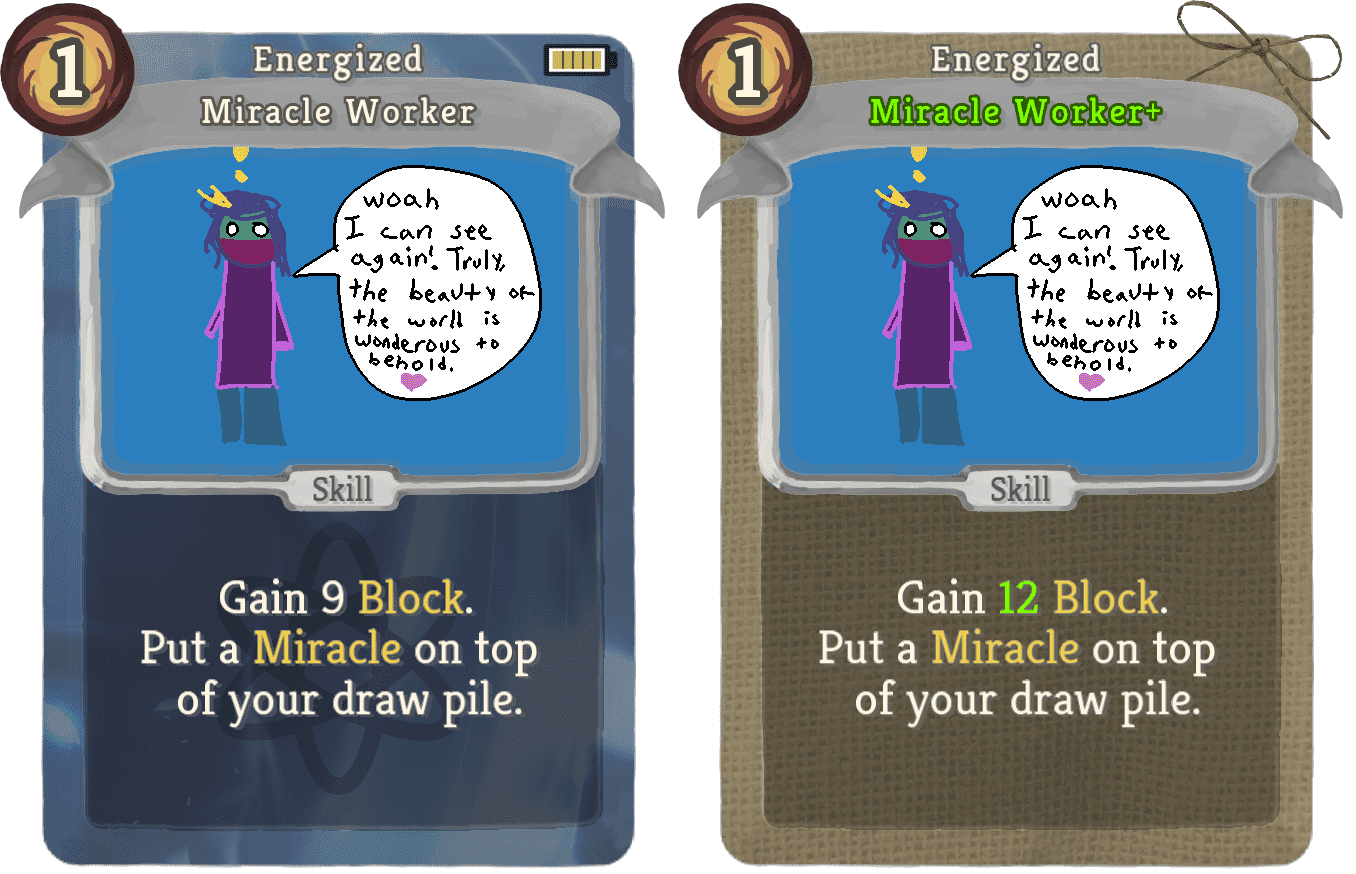 1
Energized
Miracle Worker
woah
I can see
again! Truly,
the beauty of
the world is
wonderous to
behold.
Skill
Gain 9 Block.
Put a Miracle on top
of your draw pile.
1
Energized
Miracle Worker+
woah
I can see
again! Truly,
the beauty of
the world is
wonderous to
behold.
Skill
Gain 12 Block.
Put a Miracle on top
of your draw pile.